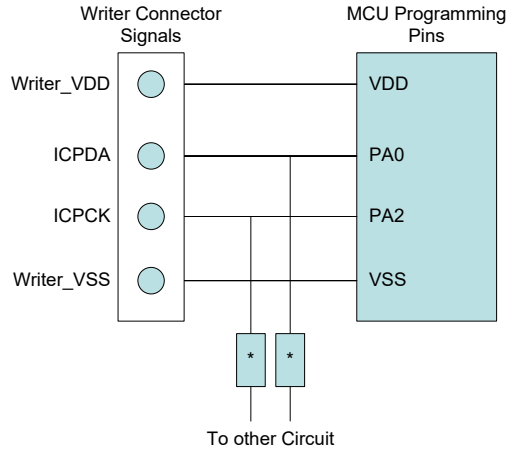 Writer Connector
Signals
MCU Programming
Pins
Writer_VDD
VDD
ICPDA
PA0
ICPCK
PA2
Writer_VSS
VSS
* *
To other Circuit